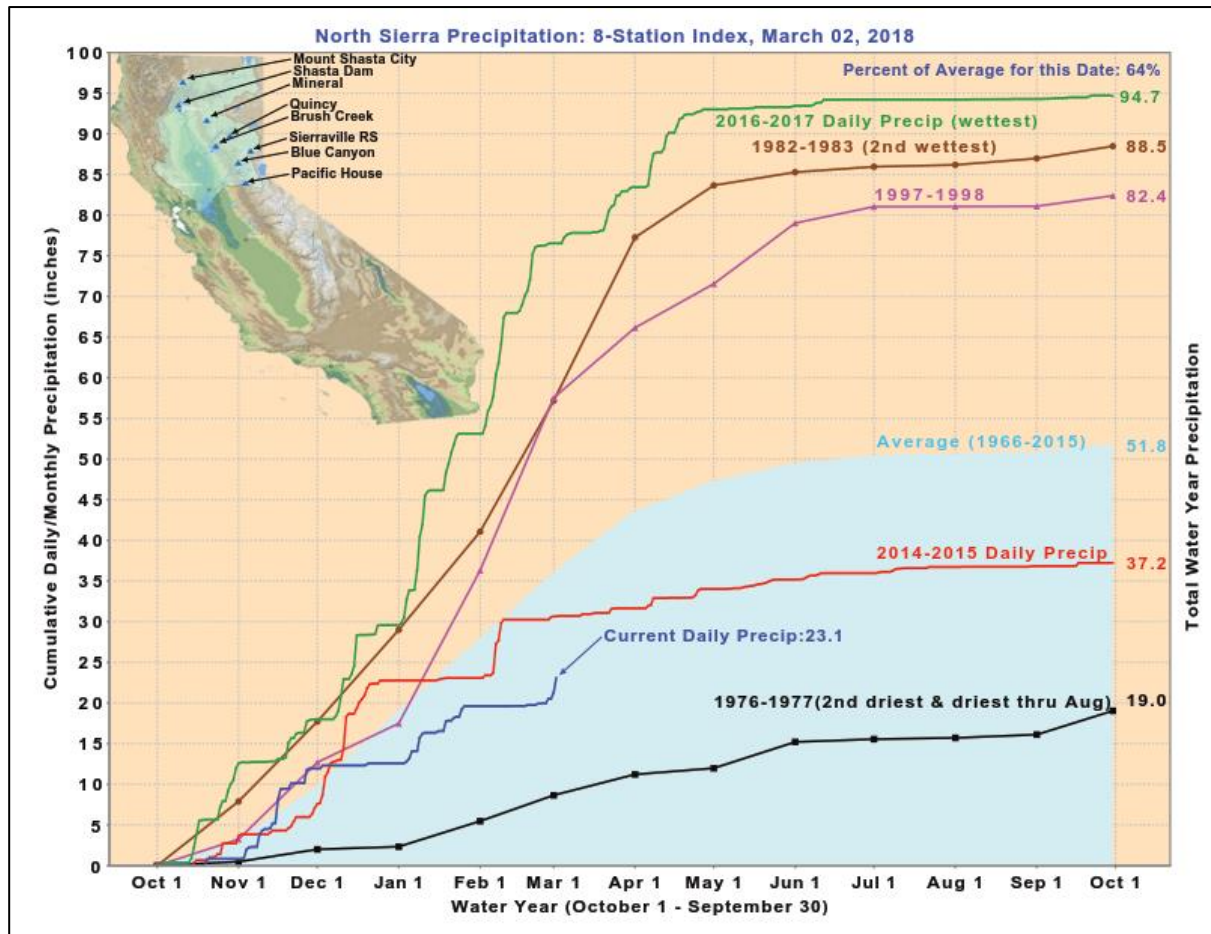 North Sierra Precipitation: 8-Station Index, March 02, 2018
Percent of Average for this Date: 64%
Cumulative Daily/Monthly Precipitation (inches)
100
95
90
85
80
75
70
65
60
55
50
45
40
35
30
25
20
15
10
5
0
Mount Shasta City
Shasta Dam
Mineral
Quincy
Brush Creek
Sierraville RS
Blue Canyon
Pacific House
2016-2017 Daily Precip (wettest)
94.7
1982-1983 (2nd wettest)
88.5
1997-1998
82.4
Average (1966-2015)
51.8
2014-2015 Daily Precip
37.2
Current Daily Precip:23.1
1976-1977(2nd driest & driest thru Aug)
19.0
Total Water Year Precipitation
Oct 1 Nov 1 Dec 1 Jan 1 Feb 1 Mar 1 Apr 1 May 1 Jun 1 Jul 1 Aug 1 Sep 1 Oct 1
Water Year (October 1 - September 30)